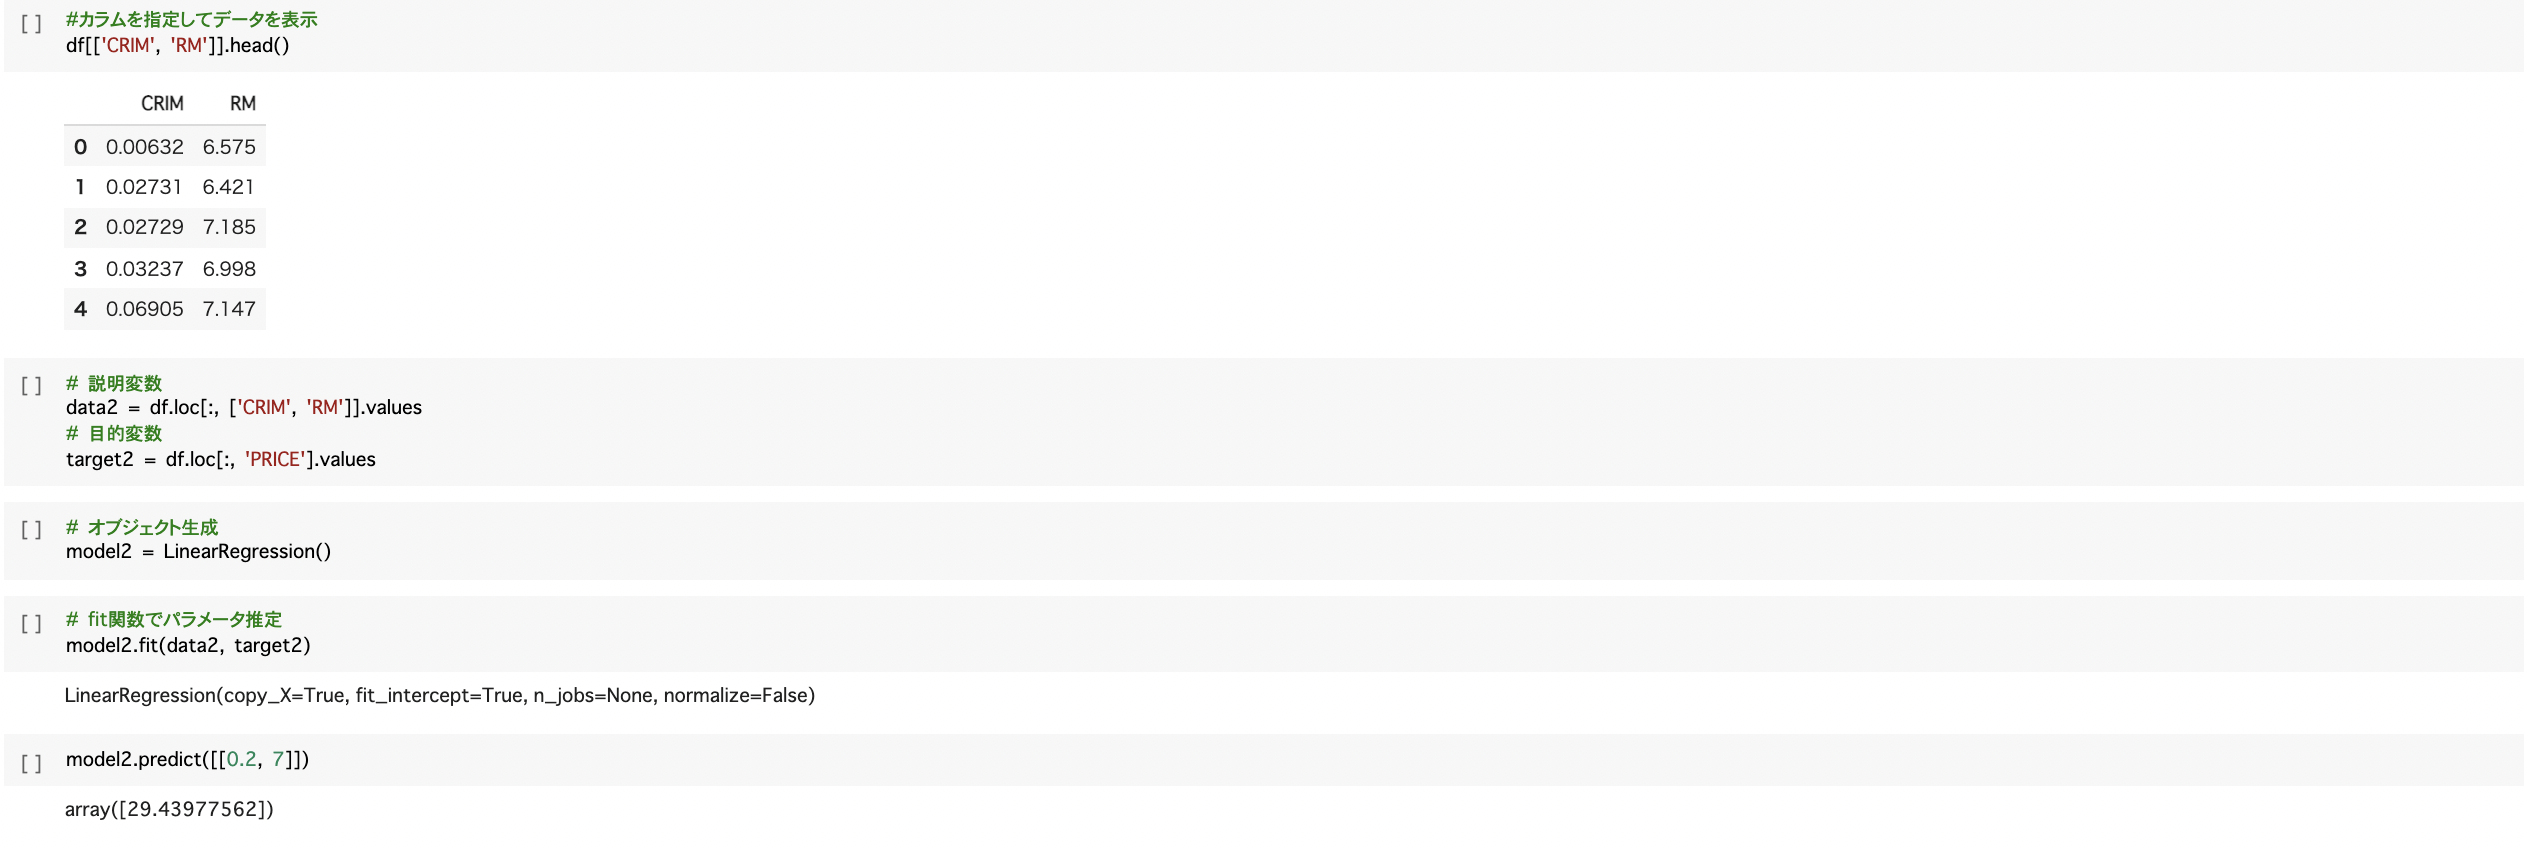 [ ] #カラムを指定してデータを表示
df[['CRIM', 'RM']].head()
CRIM RM
0 0.00632 6.575
1 0.02731 6.421
2 0.02729 7.185
3 0.03237 6.998
4 0.06905 7.147
[ ] # 説明変数
data2 = df.loc[:, ['CRIM', 'RM']].values
# 目的変数
target2 = df.loc[:, 'PRICE'].values
[ ] # オブジェクト生成
model2 = LinearRegression()
[ ] # fit関数でパラメータ推定
model2.fit(data2, target2)
LinearRegression(copy_X=True, fit_intercept=True, n_jobs=None, normalize=False)
[ ] model2.predict([[0.2, 7]])
array([29.43977562])